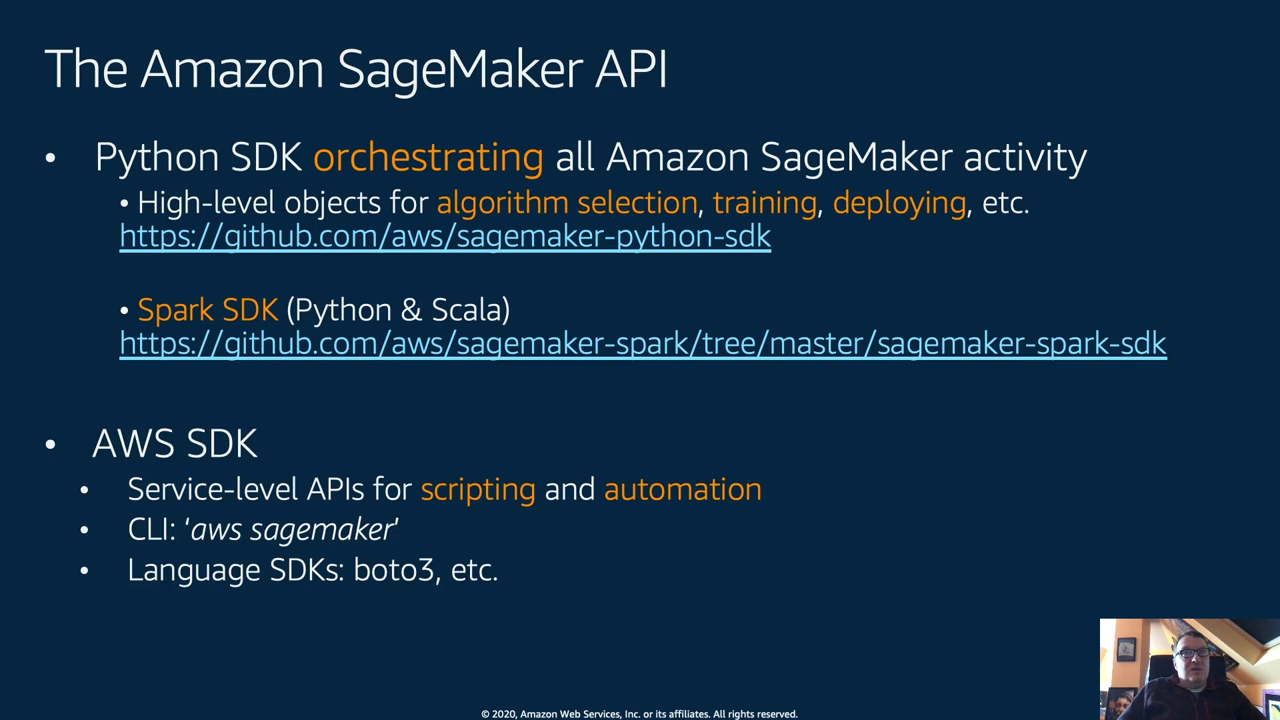 The Amazon SageMaker API
• Python SDK orchestrating all Amazon SageMaker activity
• High-level objects for algorithm selection, training, deploying, etc.
https://github.com/aws/sagemaker-python-sdk
• Spark SDK (Python & Scala)
https://github.com/aws/sagemaker-spark/tree/master/sagemaker-spark-sdk
• AWS SDK
• Service-level APIs for scripting and automation
• CLI: ‘aws sagemaker’
• Language SDKs: boto3, etc.
© 2020, Amazon Web Services, Inc. or its affiliates. All rights reserved.